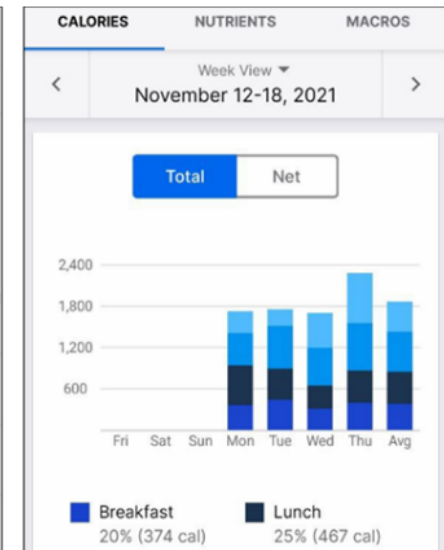 CALORIES NUTRIENTS MACROS
Week View
November 12-18, 2021
Total Net
2,400
1,800
1,200
600
Fri Sat Sun Mon Tue Wed Thu Avg
Breakfast Lunch
20% (374 cal) 25% (467 cal)